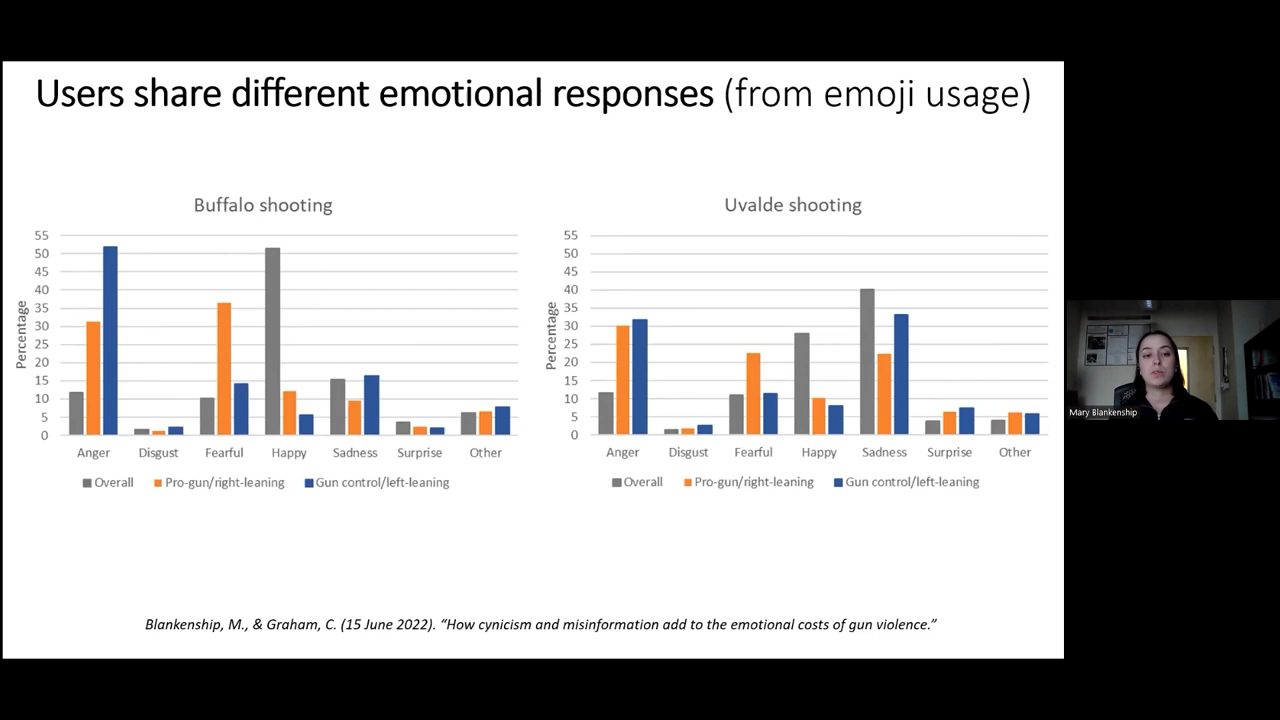 Users share different emotional responses (from emoji usage)
Buffalo shooting
Percentage
55
50
45
40
35
30
25
20
15
10
5
0
Anger Disgust Fearful Happy Sadness Surprise Other
Overall Pro-gun/right-leaning Gun control/left-leaning
Uvalde shooting
Percentage
55
50
45
40
35
30
25
20
15
10
5
0
Anger Disgust Fearful Happy Sadness Surprise Other
Overall Pro-gun/right-leaning Gun control/left-leaning
Blankenship, M., & Graham, C. (15 June 2022). “How cynicism and misinformation add to the emotional costs of gun violence.”
Mary Blankenship